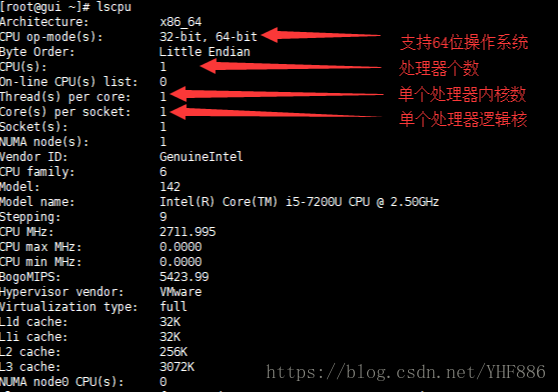 [root@gui ~]# lscpu
Architecture: x86_64
CPU op-mode(s): 32-bit, 64-bit 支持64位操作系统
Byte Order: Little Endian
CPU(s): 1 处理器个数
On-line CPU(s) list: 0
Thread(s) per core: 1 单个处理器内核数
Core(s) per socket: 1 单个处理器逻辑核
Socket(s): 1
NUMA node(s): 1
Vendor ID: GenuineIntel
CPU family: 6
Model: 142
Model name: Intel(R) Core(TM) i5-7200U CPU @ 2.50GHz
Stepping: 9
CPU MHz: 2711.995
CPU max MHz: 0.0000
CPU min MHz: 0.0000
BogoMIPS: 5423.99
Hypervisor vendor: VMware
Virtualization type: full
L1d cache: 32K
L1i cache: 32K
L2 cache: 256K
L3 cache: 3072K
NUMA node0 CPU(s): 0
https://blog.csdn.net/YHF886